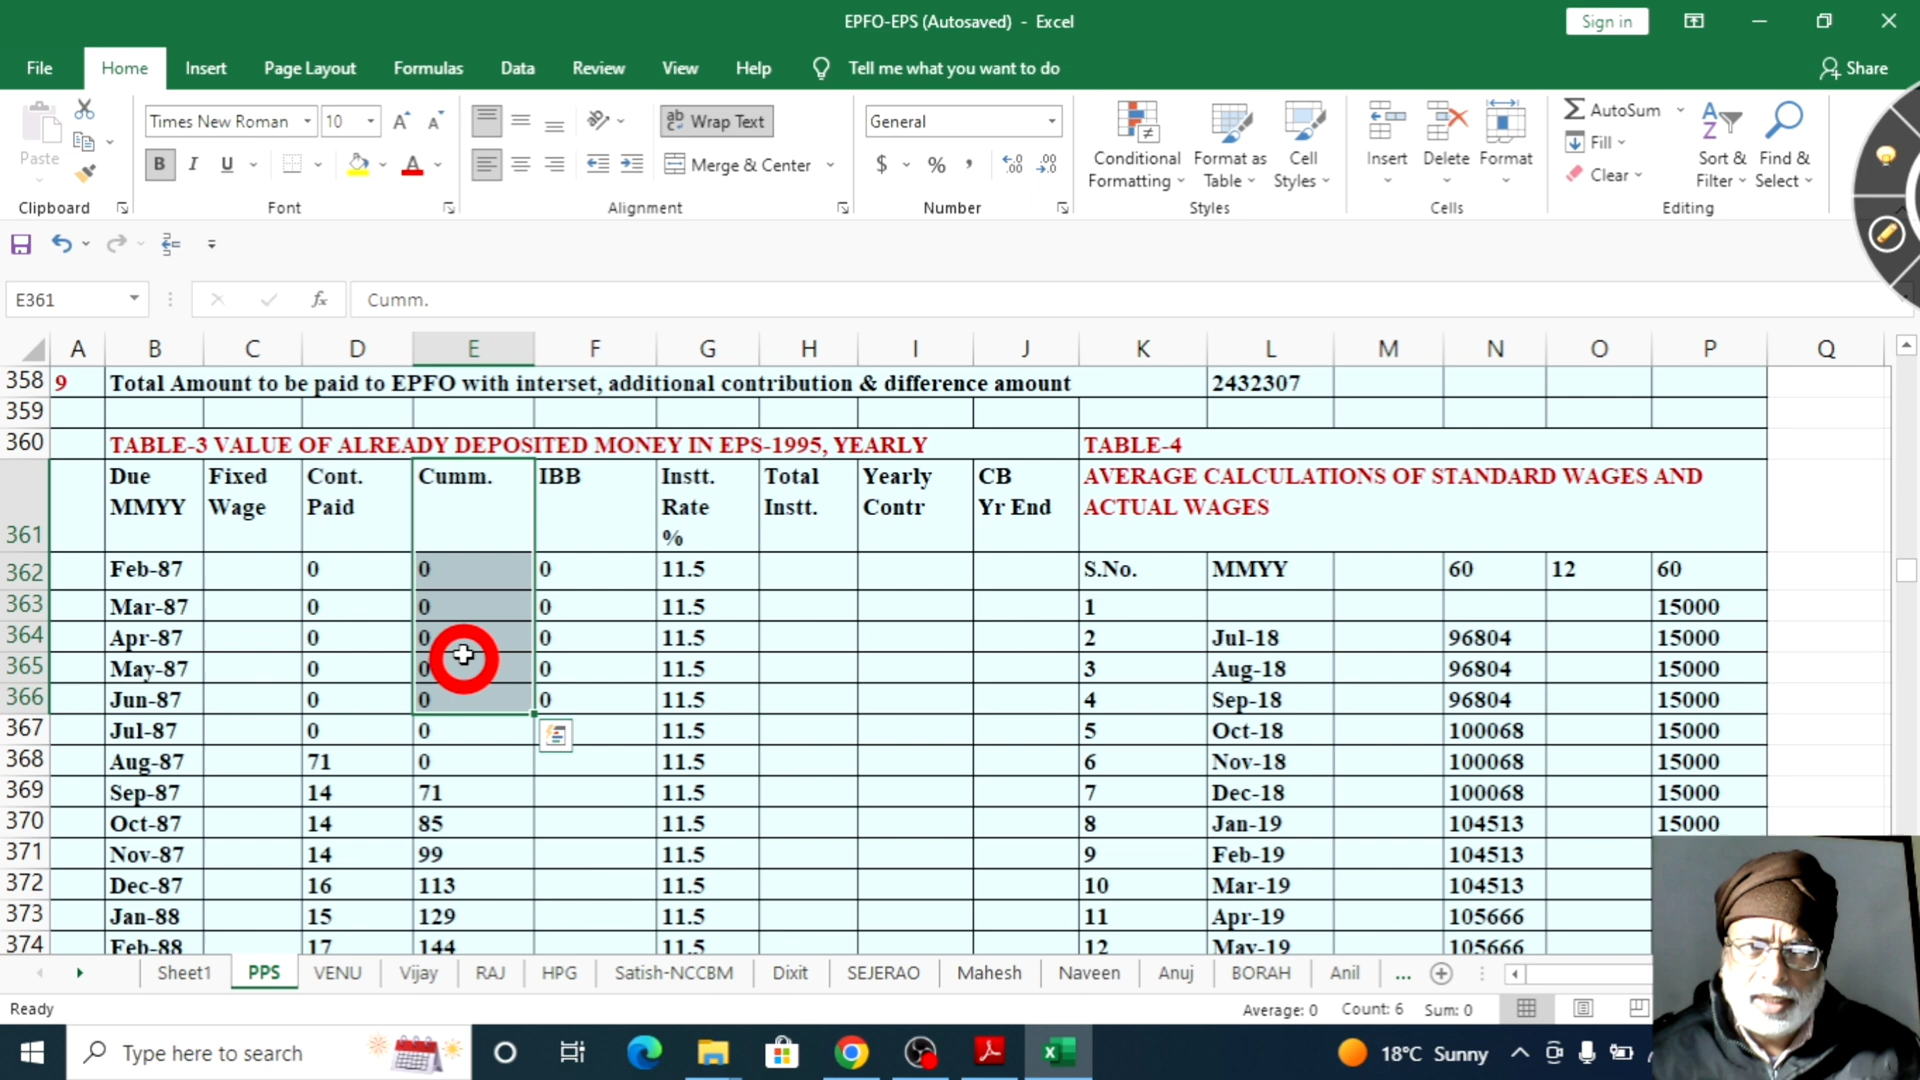 EPFO-EPS (Autosaved) - Excel
Sign in
File Home Insert Page Layout Formulas Data Review View Help Tell me what you want to do Share
Paste
Clipboard
Times New Roman 10
B I U
Font
Wrap Text
Merge & Center
Alignment
General
$ % ,
Number
Conditional Formatting
Format as Table
Cell Styles
Styles
Insert Delete Format
Cells
AutoSum
Fill
Clear
Sort & Filter
Find & Select
Editing
E361 fx Cumm.
A B C D E F G H I J K L M N O P Q
358 9 Total Amount to be paid to EPFO with interset, additional contribution & difference amount 2432307
359
360 TABLE-3 VALUE OF ALREADY DEPOSITED MONEY IN EPS-1995, YEARLY TABLE-4
361 Due MMYY Fixed Wage Cont. Paid Cumm. IBB Instt. Rate % Total Instt. Yearly Contr CB Yr End AVERAGE CALCULATIONS OF STANDARD WAGES AND ACTUAL WAGES
362 Feb-87 0 0 0 11.5 S.No. MMYY 60 12 60
363 Mar-87 0 0 0 11.5 1 15000
364 Apr-87 0 0 0 11.5 2 Jul-18 96804 15000
365 May-87 0 0 0 11.5 3 Aug-18 96804 15000
366 Jun-87 0 0 0 11.5 4 Sep-18 96804 15000
367 Jul-87 0 0 11.5 5 Oct-18 100068 15000
368 Aug-87 71 0 11.5 6 Nov-18 100068 15000
369 Sep-87 14 71 11.5 7 Dec-18 100068 15000
370 Oct-87 14 85 11.5 8 Jan-19 104513 15000
371 Nov-87 14 99 11.5 9 Feb-19 104513
372 Dec-87 16 113 11.5 10 Mar-19 104513
373 Jan-88 15 129 11.5 11 Apr-19 105666
374 Feb-88 17 144 11.5 12 May-19 105666
Sheet1 PPS VENU Vijay RAJ HPG Satish-NCCBM Dixit SEJERAO Mahesh Naveen Anuj BORAH Anil ...
Ready Average: 0 Count: 6 Sum: 0
Type here to search 18°C Sunny